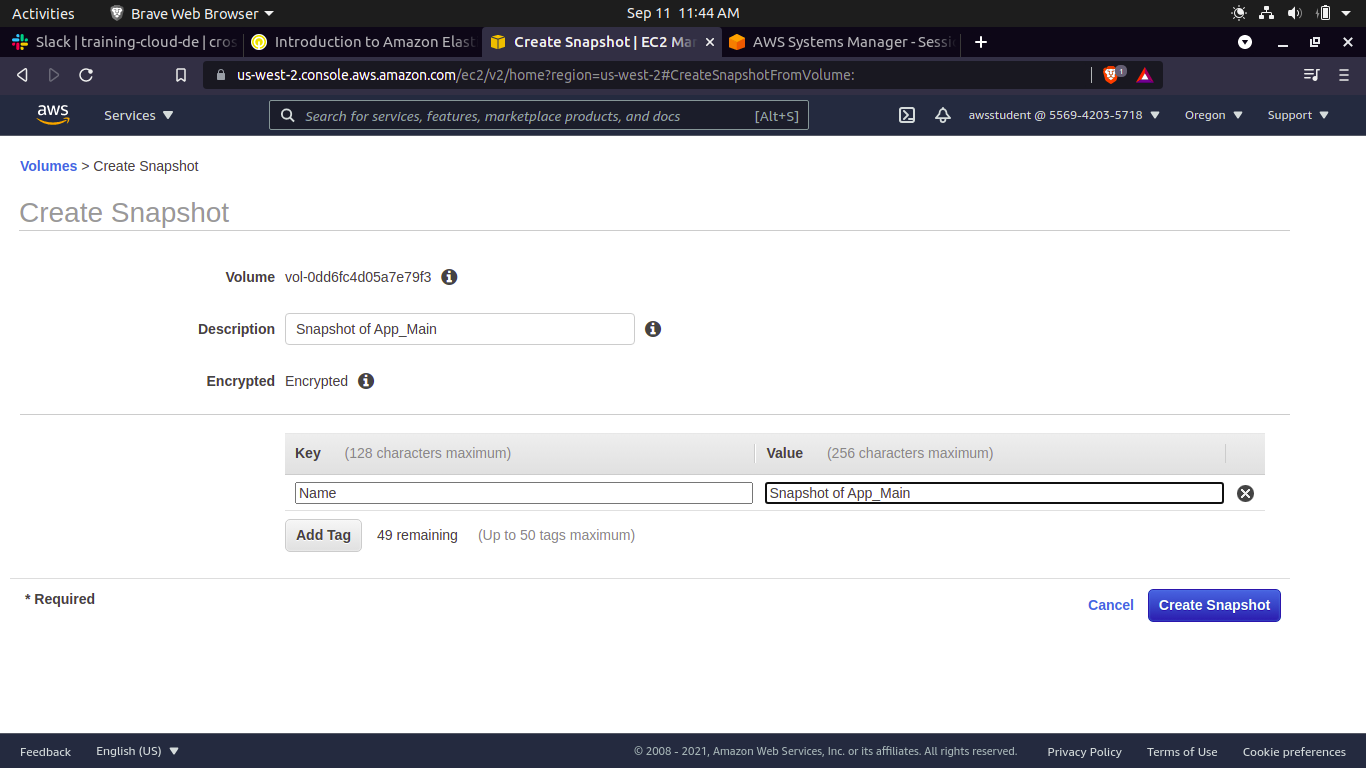 Activities Brave Web Browser Sep 11 11:44 AM
Slack | training-cloud-de | cros Introduction to Amazon Elast Create Snapshot | EC2 Man AWS Systems Manager - Sessi
us-west-2.console.aws.amazon.com/ec2/v2/home?region=us-west-2#CreateSnapshotFromVolume: 1
aws Services Search for services, features, marketplace products, and docs [Alt+S] awsstudent @ 5569-4203-5718 Oregon Support
Volumes > Create Snapshot
Create Snapshot
Volume vol-0dd6fc4d05a7e79f3
Description Snapshot of App_Main
Encrypted Encrypted
Key (128 characters maximum) Value (256 characters maximum)
Name Snapshot of App_Main
Add Tag 49 remaining (Up to 50 tags maximum)
* Required
Cancel Create Snapshot
Feedback English (US) © 2008 - 2021, Amazon Web Services, Inc. or its affiliates. All rights reserved. Privacy Policy Terms of Use Cookie preferences